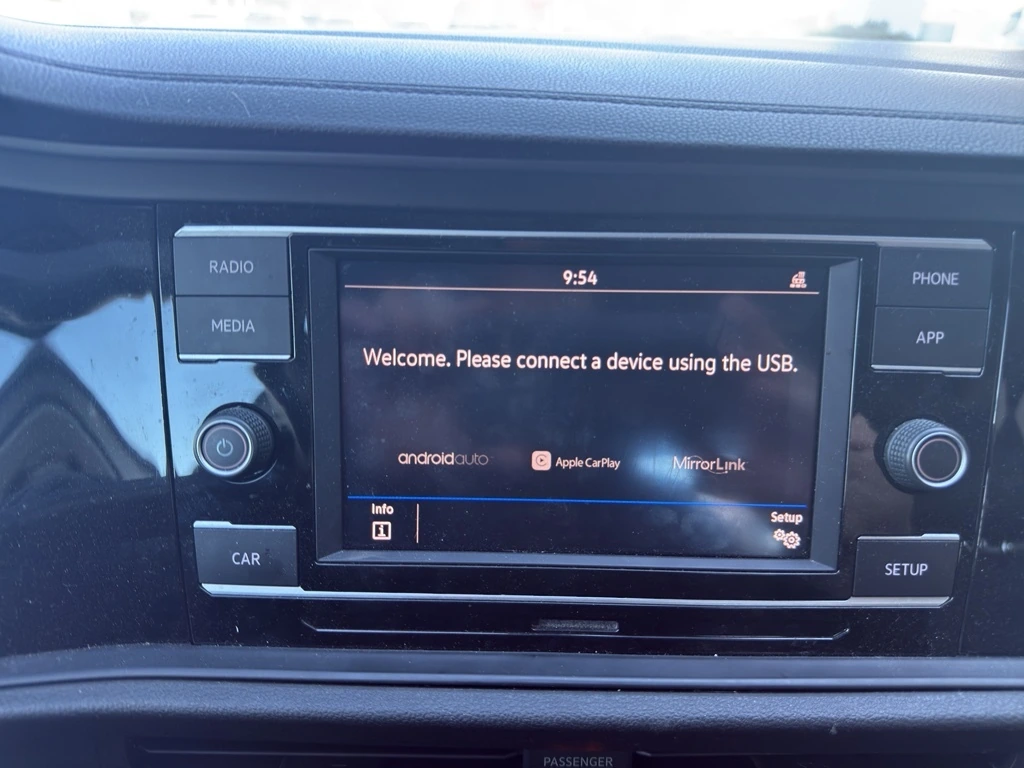 RADIO
MEDIA
9:54
PHONE
APP
Welcome. Please connect a device using the USB.
androidauto
Apple CarPlay
MirrorLink
Info
Setup
CAR
SETUP
PASSENGER